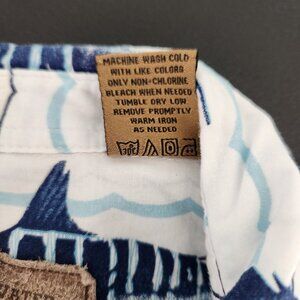 MACHINE WASH COLD
WITH LIKE COLORS
ONLY NON-CHLORINE
BLEACH WHEN NEEDED
TUMBLE DRY LOW
REMOVE PROMPTLY
WARM IRON
AS NEEDED